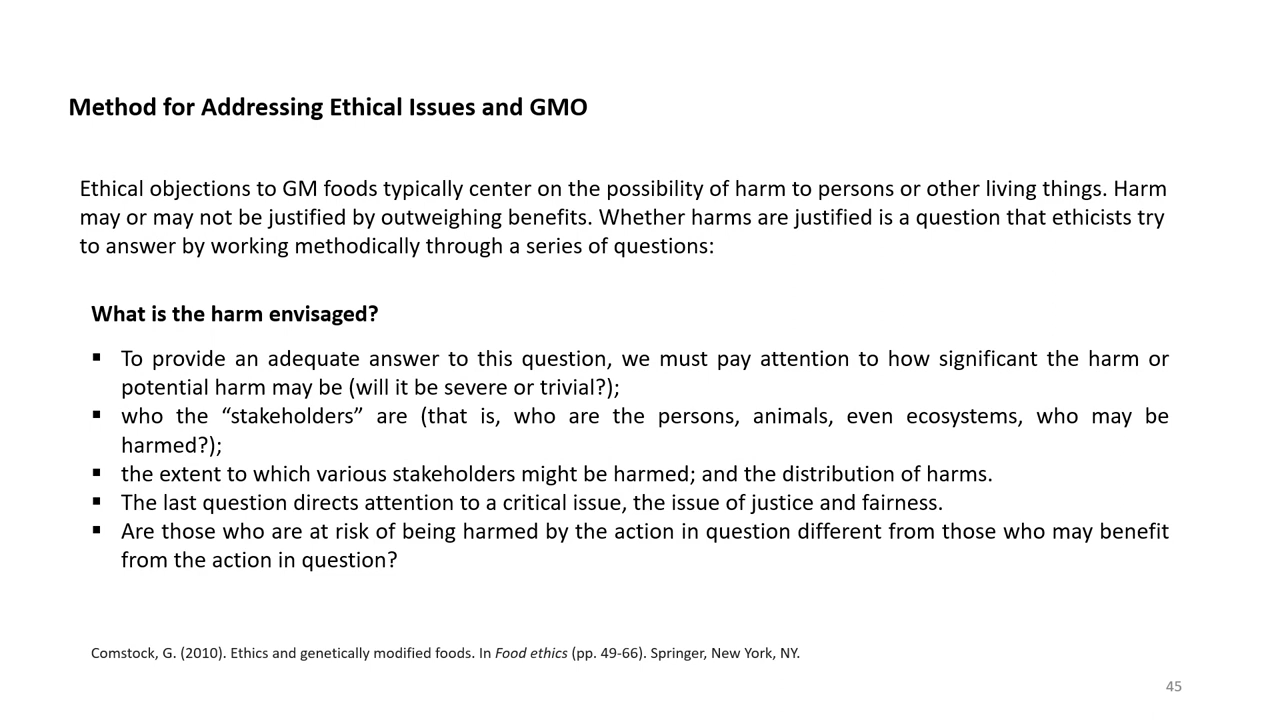 Method for Addressing Ethical Issues and GMO
Ethical objections to GM foods typically center on the possibility of harm to persons or other living things. Harm
may or may not be justified by outweighing benefits. Whether harms are justified is a question that ethicists try
to answer by working methodically through a series of questions:
What is the harm envisaged?
▪ To provide an adequate answer to this question, we must pay attention to how significant the harm or
potential harm may be (will it be severe or trivial?);
▪ who the “stakeholders” are (that is, who are the persons, animals, even ecosystems, who may be
harmed?);
▪ the extent to which various stakeholders might be harmed; and the distribution of harms.
▪ The last question directs attention to a critical issue, the issue of justice and fairness.
▪ Are those who are at risk of being harmed by the action in question different from those who may benefit
from the action in question?
Comstock, G. (2010). Ethics and genetically modified foods. In Food ethics (pp. 49-66). Springer, New York, NY.
45